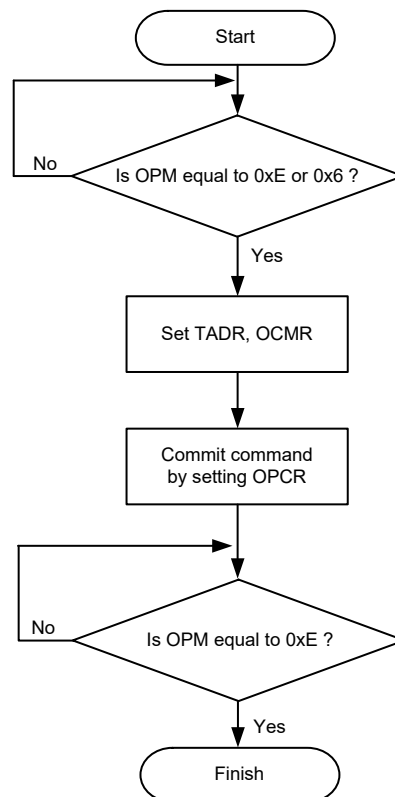 Start
No
Is OPM equal to 0xE or 0x6 ?
Yes
Set TADR, OCMR
Commit command
by setting OPCR
No
Is OPM equal to 0xE ?
Yes
Finish